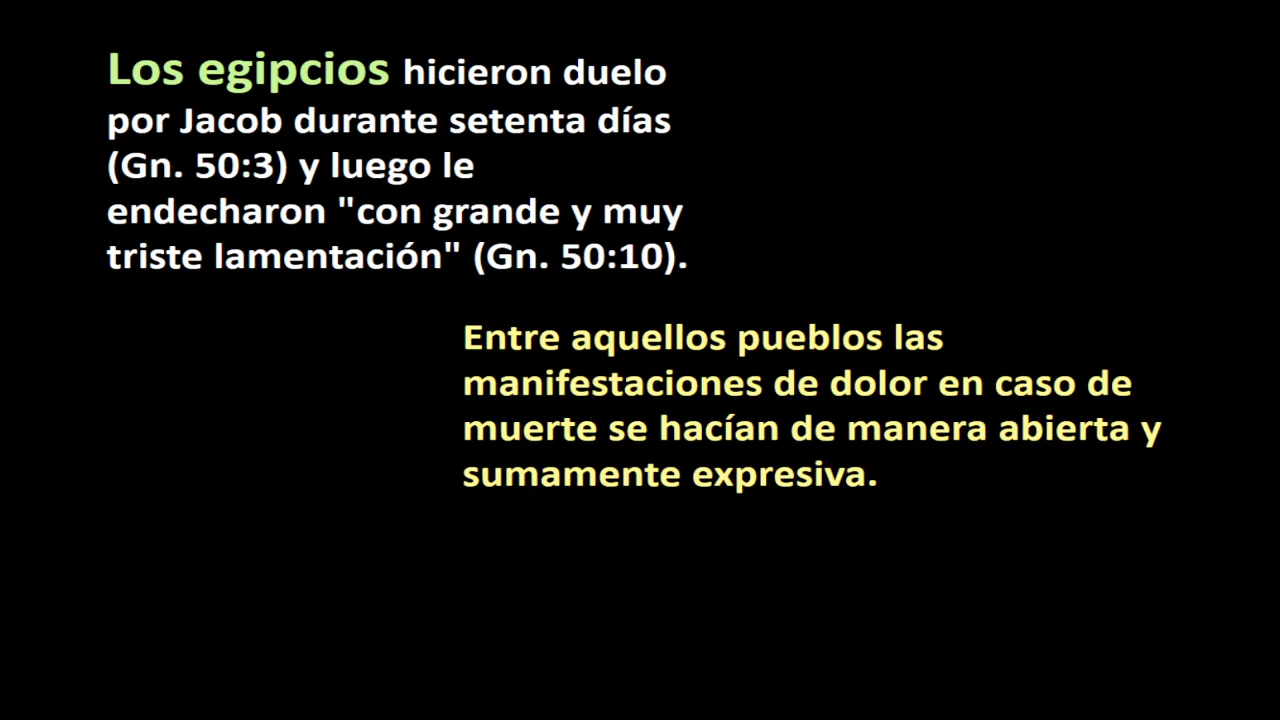 Los egipcios hicieron duelo
por Jacob durante setenta días
(Gn. 50:3) y luego le
endecharon "con grande y muy
triste lamentación" (Gn. 50:10).
Entre aquellos pueblos las
manifestaciones de dolor en caso de
muerte se hacían de manera abierta y
sumamente expresiva.